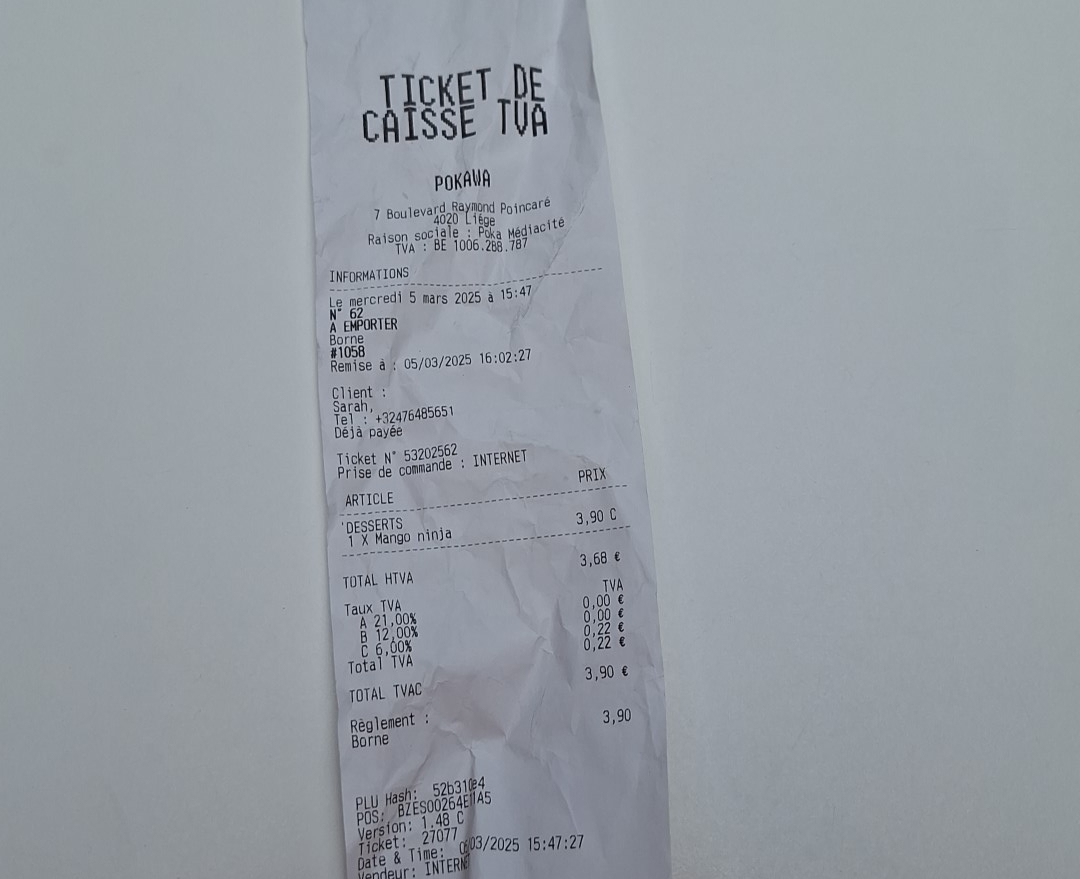 TICKET DE
CAISSE TVA
POKAWA
7 Boulevard Raymond Poincaré
4020 Liége
Raison sociale : Poka Médiacité
TVA : BE 1006.288.787
INFORMATIONS
Le mercredi 5 mars 2025 à 15:47
N° 62
A EMPORTER
Borne
#1058
Remise à : 05/03/2025 16:02:27
Client :
Sarah,
Tel : +32476485651
Déjà payée
Ticket N° 53202562
Prise de commande : INTERNET
ARTICLE PRIX
DESSERTS
1 X Mango ninja 3,90 C
TOTAL HTVA 3,68 €
Taux TVA TVA
A 21,00% 0,00 €
B 12,00% 0,00 €
C 6,00% 0,22 €
Total TVA 0,22 €
TOTAL TVAC 3,90 €
Règlement :
Borne 3,90
PLU Hash:
POS:
Version: 1.48 C
Ticket: 27077
Date & Time: 15:47:27
Vendeur: